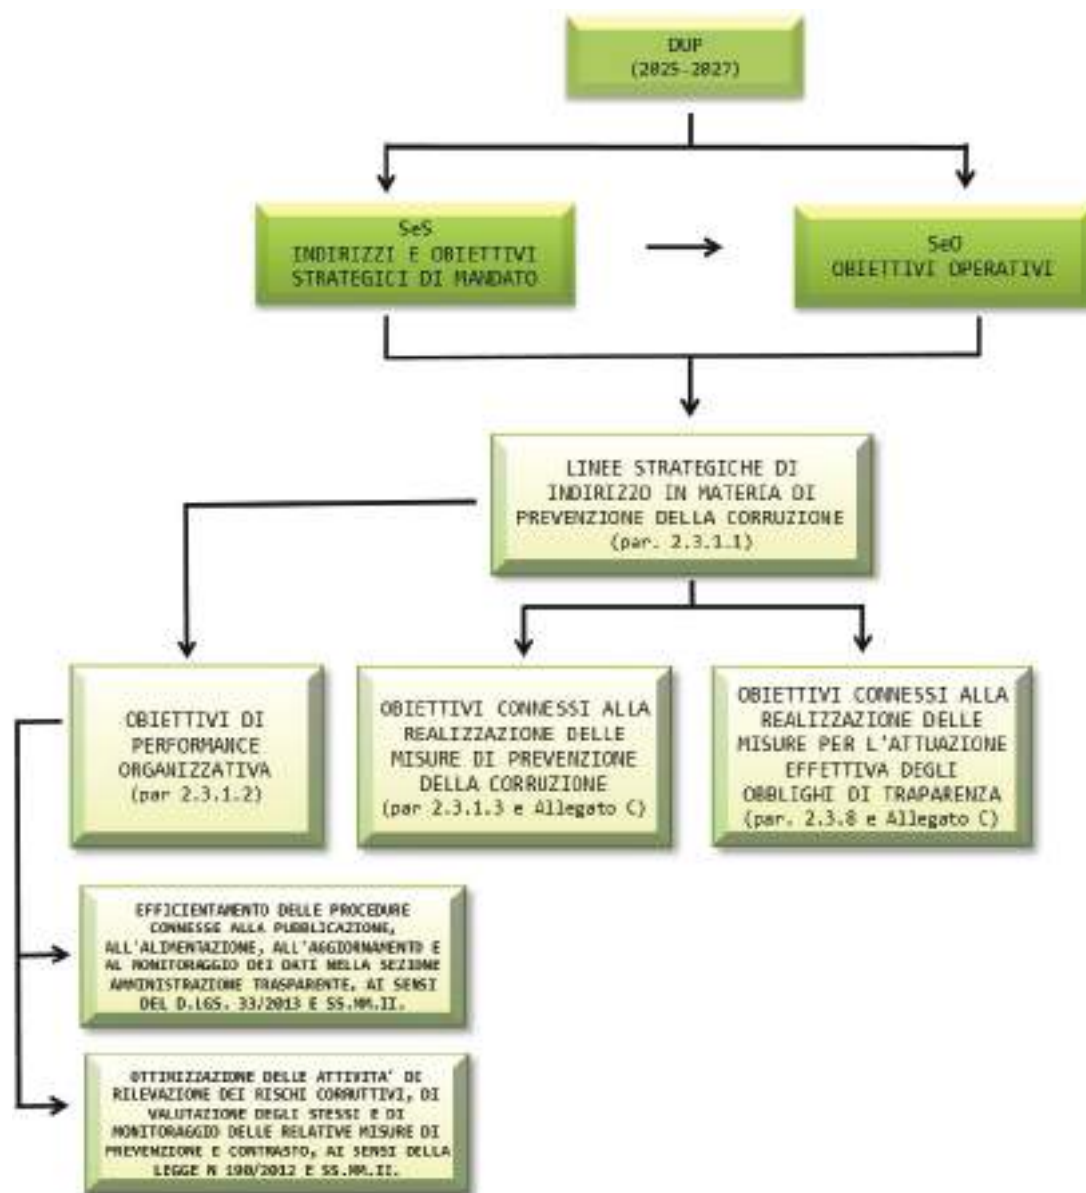 DUP
(2025-2027)
SeS
INDIRIZZI E OBIETTIVI
STRATEGICI DI MANDATO
SeO
OBIETTIVI OPERATIVI
LINEE STRATEGICHE DI
INDIRIZZO IN MATERIA DI
PREVENZIONE DELLA CORRUZIONE
(par. 2.3.1.1)
OBIETTIVI DI
PERFORMANCE
ORGANIZZATIVA
(par 2.3.1.2)
OBIETTIVI CONNESSI ALLA
REALIZZAZIONE DELLE
MISURE DI PREVENZIONE
DELLA CORRUZIONE
(par 2.3.1.3 e Allegato C)
OBIETTIVI CONNESSI ALLA
REALIZZAZIONE DELLE
MISURE PER L'ATTUAZIONE
EFFETTIVA DEGLI
OBBLIGHI DI TRAPARENZA
(par. 2.3.8 e Allegato C)
EFFICIENTAMENTO DELLE PROCEDURE
CONNESSE ALLA PUBBLICAZIONE,
ALL'ALIMENTAZIONE, ALL'AGGIORNAMENTO E
AL MONITORAGGIO DEI DATI NELLA SEZIONE
AMMINISTRAZIONE TRASPARENTE, AI SENSI
DEL D.LGS. 33/2013 E SS.MM.II.
OTTIMIZZAZIONE DELLE ATTIVITA' DI
RILEVAZIONE DEI RISCHI CORRUTTIVI, DI
VALUTAZIONE DEGLI STESSI E DI
MONITORAGGIO DELLE RELATIVE MISURE DI
PREVENZIONE E CONTRASTO, AI SENSI DELLA
LEGGE N 190/2012 E SS.MM.II.